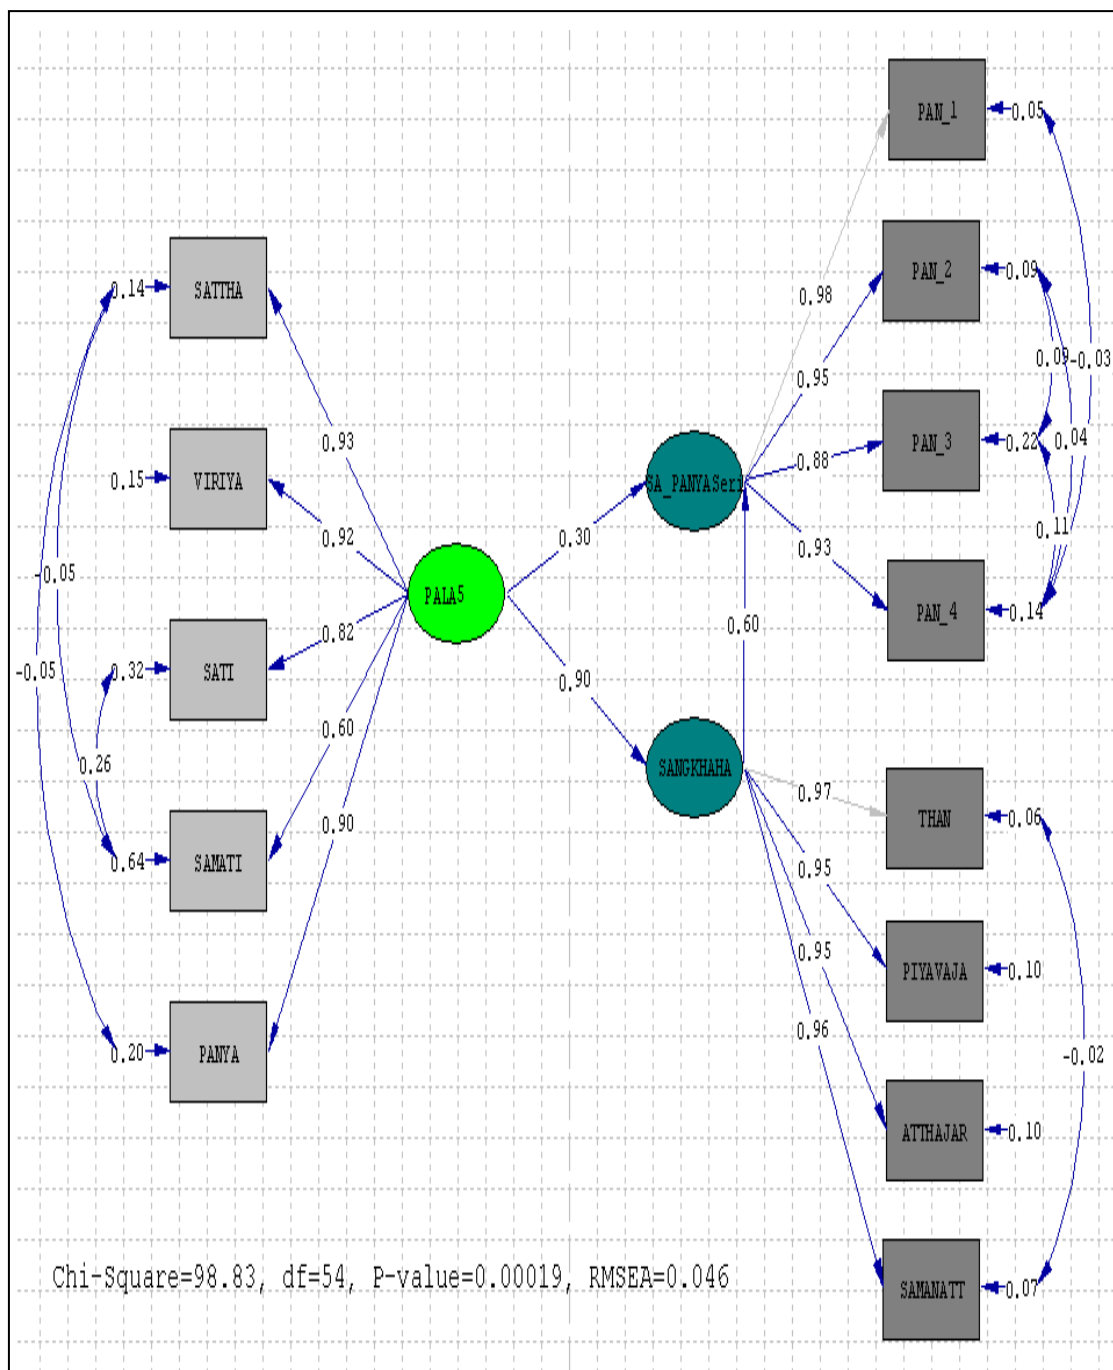 PAN_1
0.05
PAN_2
0.09
0.14
SATTHA
0.98
0.09
-0.03
0.95
0.93
PAN_3
0.22
0.04
0.15
VIRIYA
0.88
SA_PANYASeri
0.92
0.30
0.93
0.11
-0.05
PALA5
PAN_4
0.14
0.82
0.60
-0.05
0.32
SATI
0.90
0.60
0.26
SANGKHAHA
0.97
THAN
0.06
0.90
0.64
SAMATI
0.95
0.95
PIYAVAJA
0.10
0.96
-0.02
0.20
PANYA
ATTHAJAR
0.10
Chi-Square=98.83, df=54, P-value=0.00019, RMSEA=0.046
SAMANATT
0.07